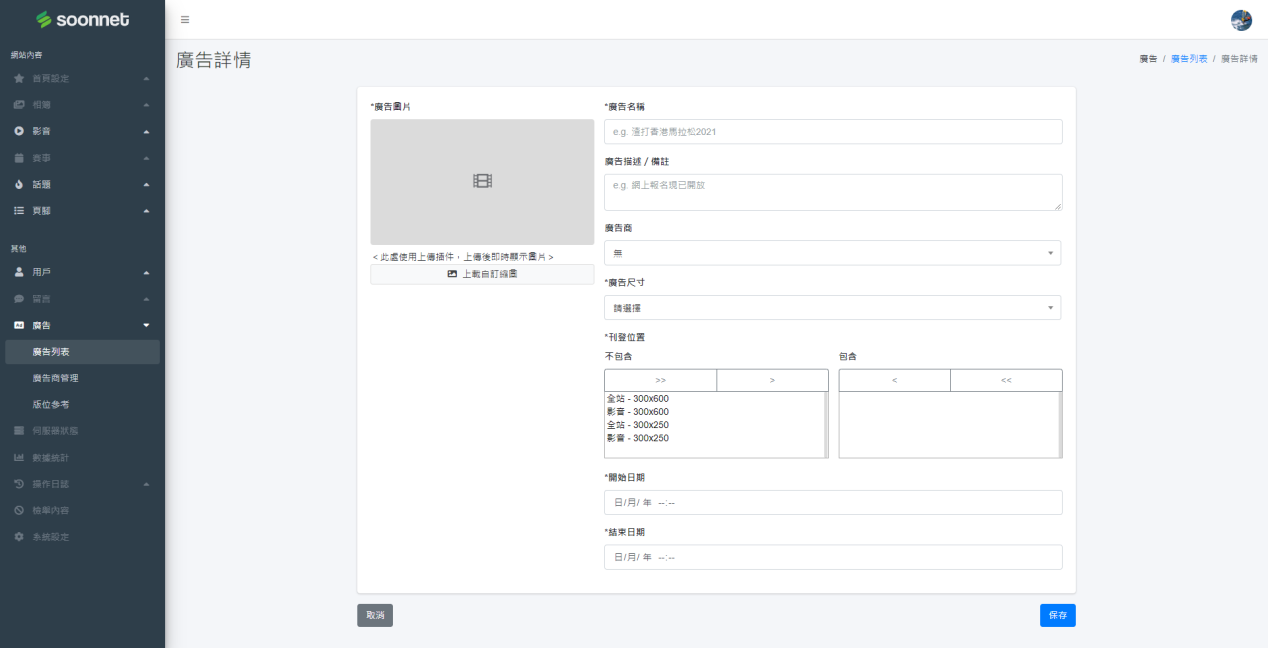 soonnet
網站內容
首頁設定
相簿
影音
賽事
話題
頁腳
其他
用戶
留言
廣告
廣告列表
廣告商管理
版位參考
伺服器狀態
數據統計
操作日誌
檢舉內容
系統設定
廣告詳情
廣告 / 廣告列表 / 廣告詳情
*廣告圖片
< 此處使用上傳插件，上傳後即時顯示圖片 >
上載自訂縮圖
*廣告名稱
e.g. 渣打香港馬拉松2021
廣告描述 / 備註
e.g. 網上報名現已開放
廣告商
無
*廣告尺寸
請選擇
*刊登位置
不包含
>>
>
全站 - 300x600
影音 - 300x600
全站 - 300x250
影音 - 300x250
包含
<
<<
*開始日期
日/月/ 年 --:--
*結束日期
日/月/ 年 --:--
取消
保存